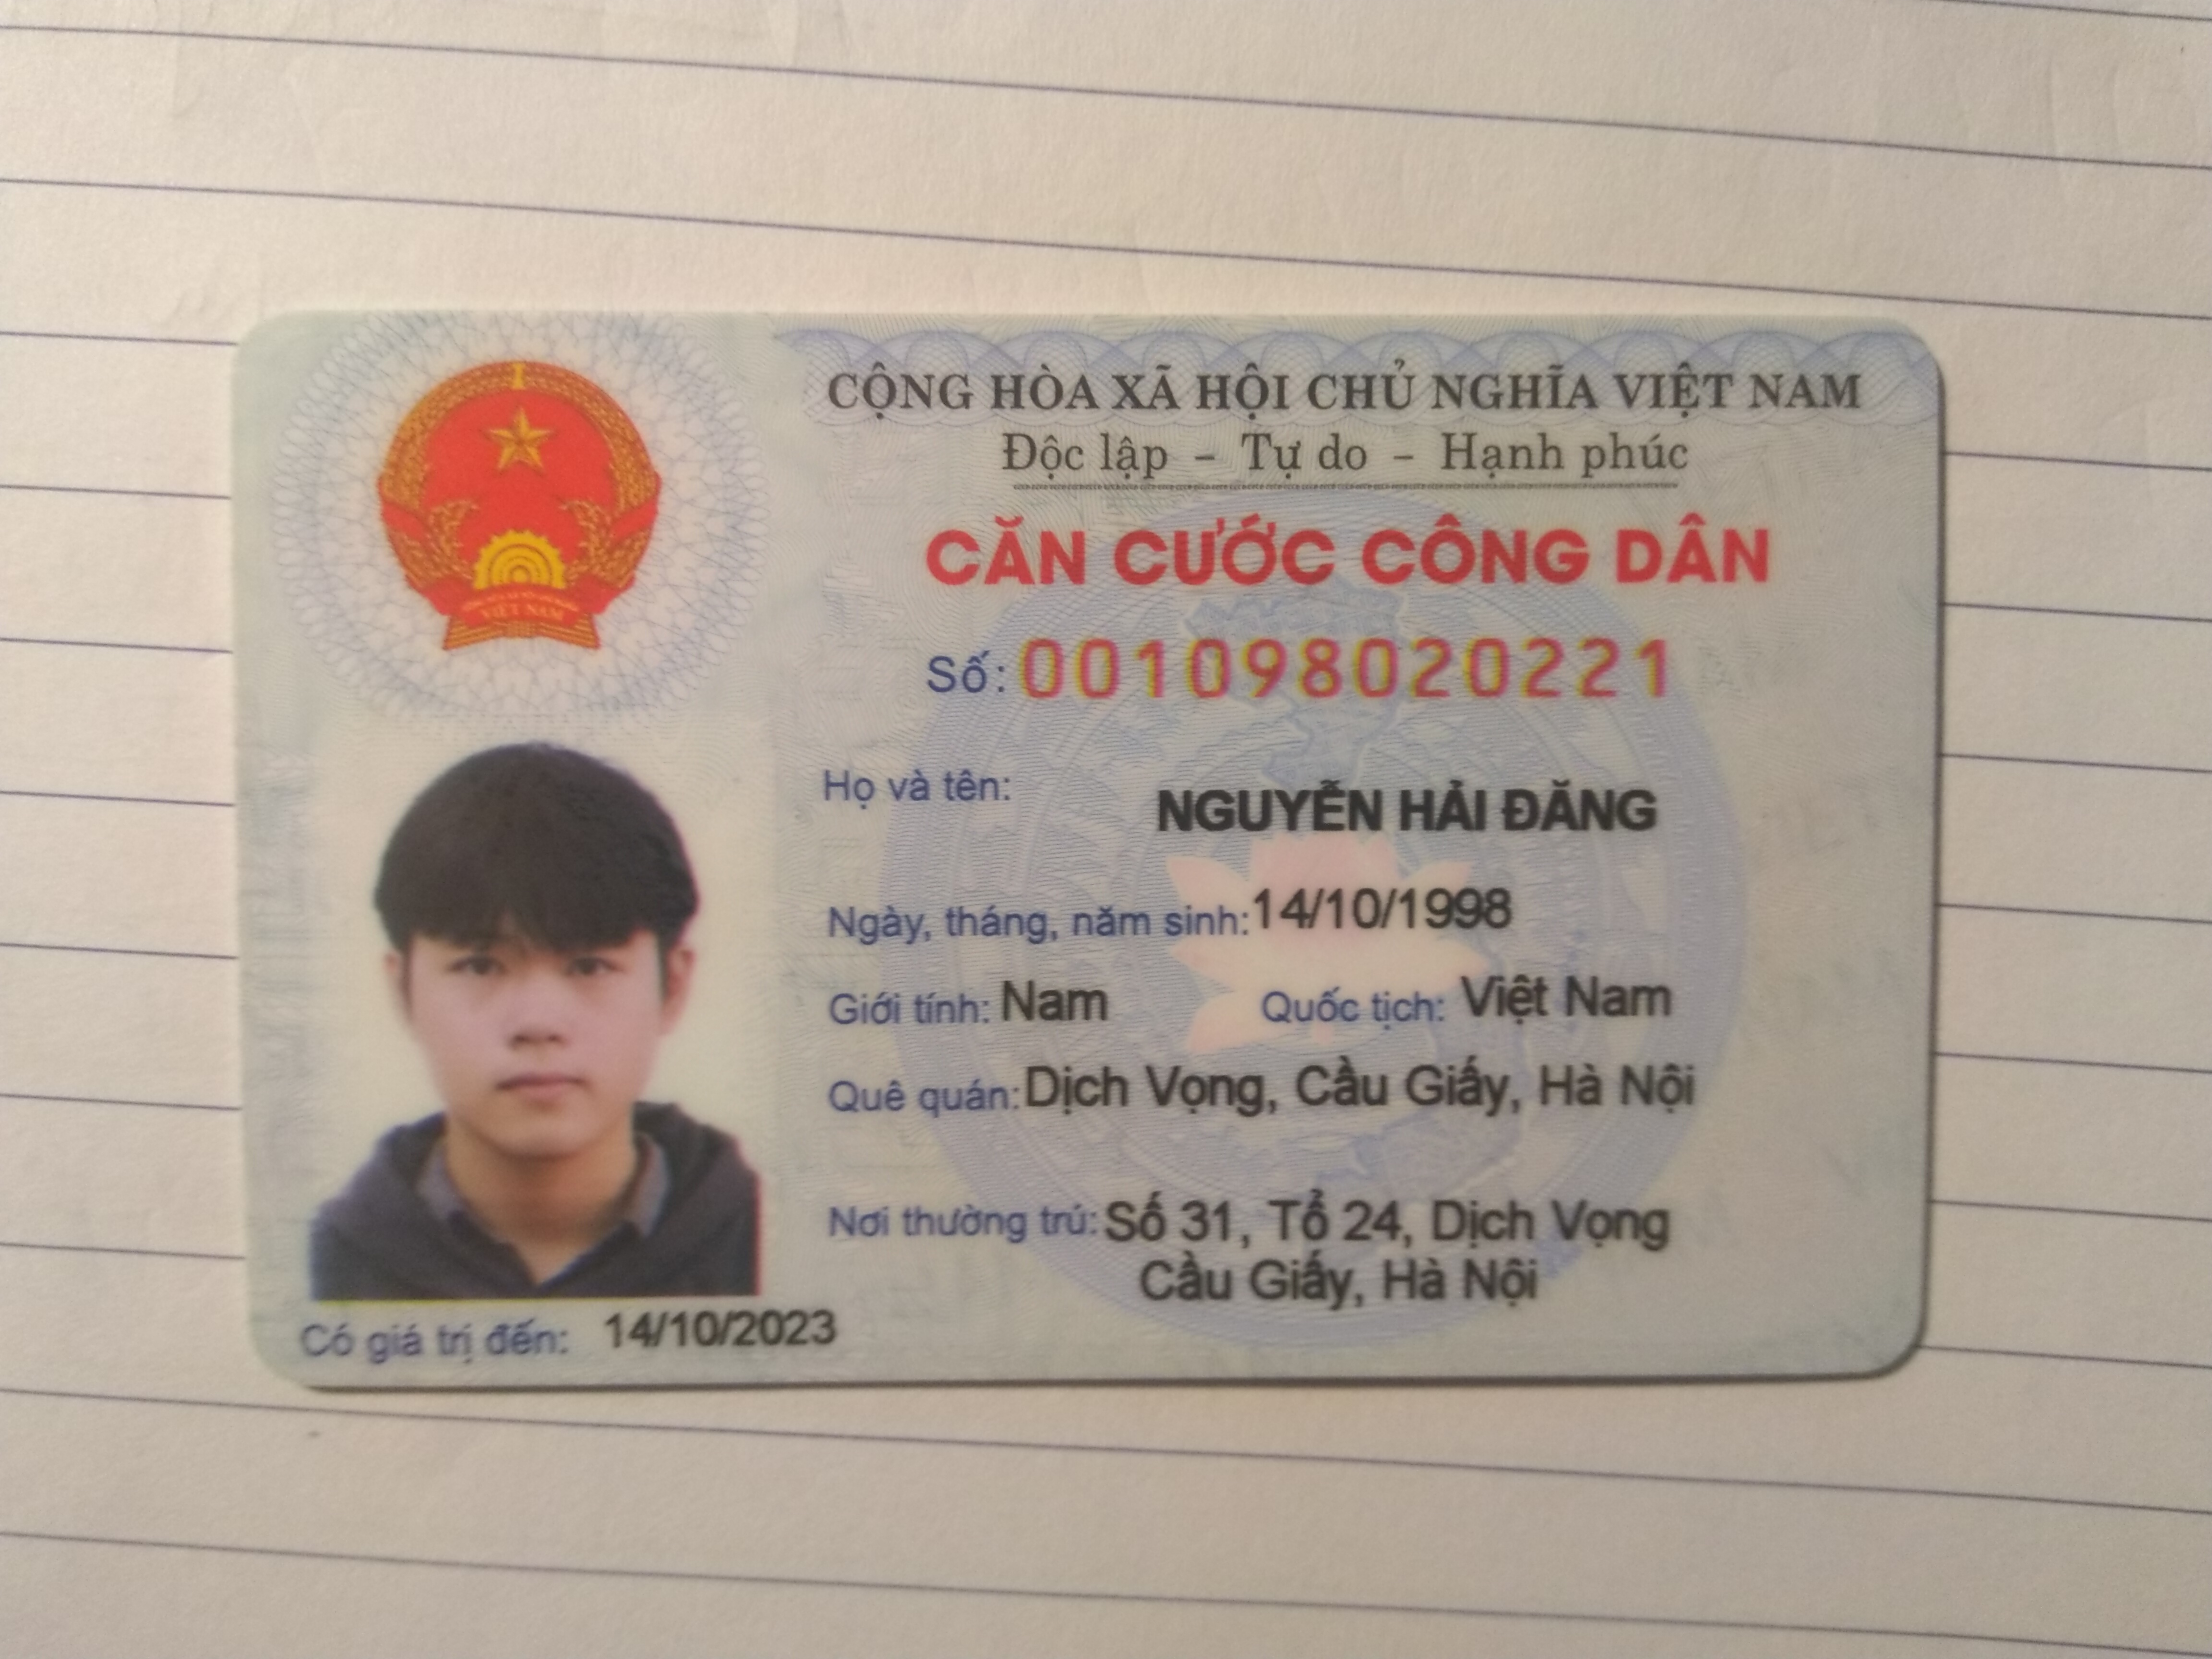 CỘNG HÒA XÃ HỘI CHỦ NGHĨA VIỆT NAM
Độc lập - Tự do - Hạnh phúc
CĂN CƯỚC CÔNG DÂN
Số: 001098020221
Họ và tên: NGUYỄN HẢI ĐĂNG
Ngày, tháng, năm sinh: 14/10/1998
Giới tính: Nam Quốc tịch: Việt Nam
Quê quán: Dịch Vọng, Cầu Giấy, Hà Nội
Nơi thường trú: Số 31, Tổ 24, Dịch Vọng
Cầu Giấy, Hà Nội
Có giá trị đến: 14/10/2023